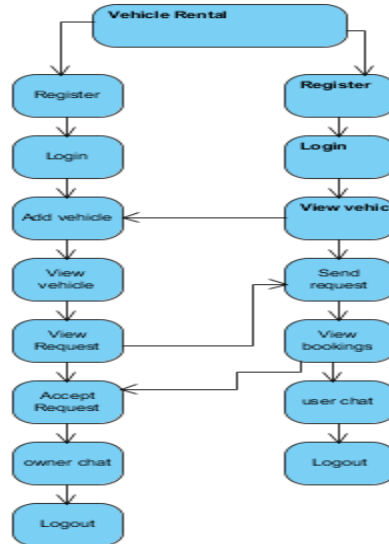 Vehicle Rental
Register
Register
Login
Login
Add vehicle
View vehic
View
vehicle
Send
request
View
Request
View
bookings
Accept
Request
user chat
owner chat
Logout
Logout